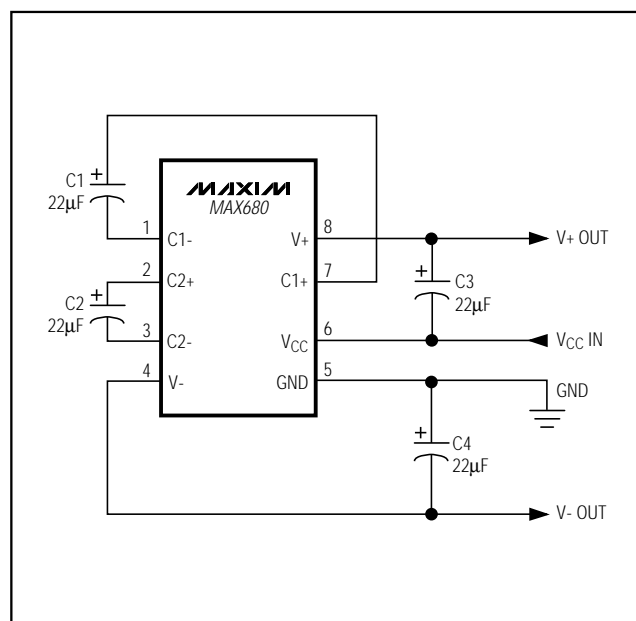 C1
+
22µF
MAXIM
MAX680
1
C1-
V+
8
V+ OUT
2
C2+
C1+
7
+
C3
22µF
C2
+
22µF
3
C2-
VCC
6
VCC IN
4
V-
GND
5
GND
+
C4
22µF
V- OUT